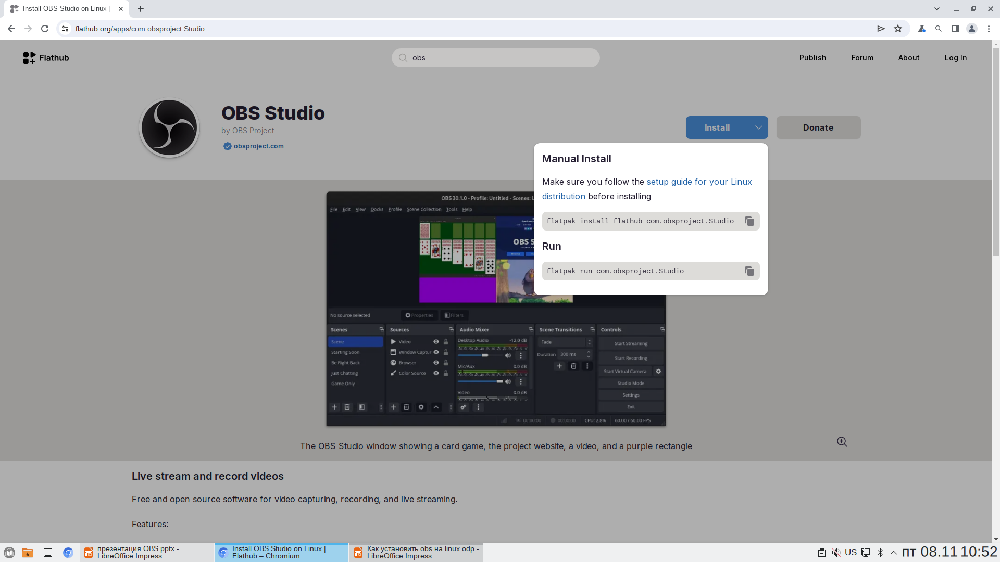 Install OBS Studio on Linux |
flathub.org/apps/com.obsproject.Studio
Flathub
obs
Publish
Forum
About
Log In
OBS Studio
by OBS Project
obsproject.com
Install
Donate
Manual Install
Make sure you follow the setup guide for your Linux
distribution before installing
flatpak install flathub com.obsproject.Studio
Run
flatpak run com.obsproject.Studio
OBS 30.1.0 - Profile: Untitled - Scenes: U
File Edit View Docks Profile Scene Collection Tools Help
OBS S
No source selected
Properties
Filters
Scenes
Scene
Starting Soon
Be Right Back
Just Chatting
Game Only
Sources
Video
Window Captur
Browser
Color Source
Audio Mixer
Desktop Audio -12.0 dB
Mic/Aux 0.0 dB
Video 0.0 dB
Scene Transitions
Fade
Duration 300 ms
Controls
Start Streaming
Start Recording
Start Virtual Camera
Studio Mode
Settings
Exit
00:00:00
00:00:00
CPU: 2.8%
60.00 / 60.00 FPS
The OBS Studio window showing a card game, the project website, a video, and a purple rectangle
Live stream and record videos
Free and open source software for video capturing, recording, and live streaming.
Features:
презентация OBS.pptx -
LibreOffice Impress
Install OBS Studio on Linux |
Flathub – Chromium
Как установить obs на linux.odp -
LibreOffice Impress
US
пт 08.11 10:52